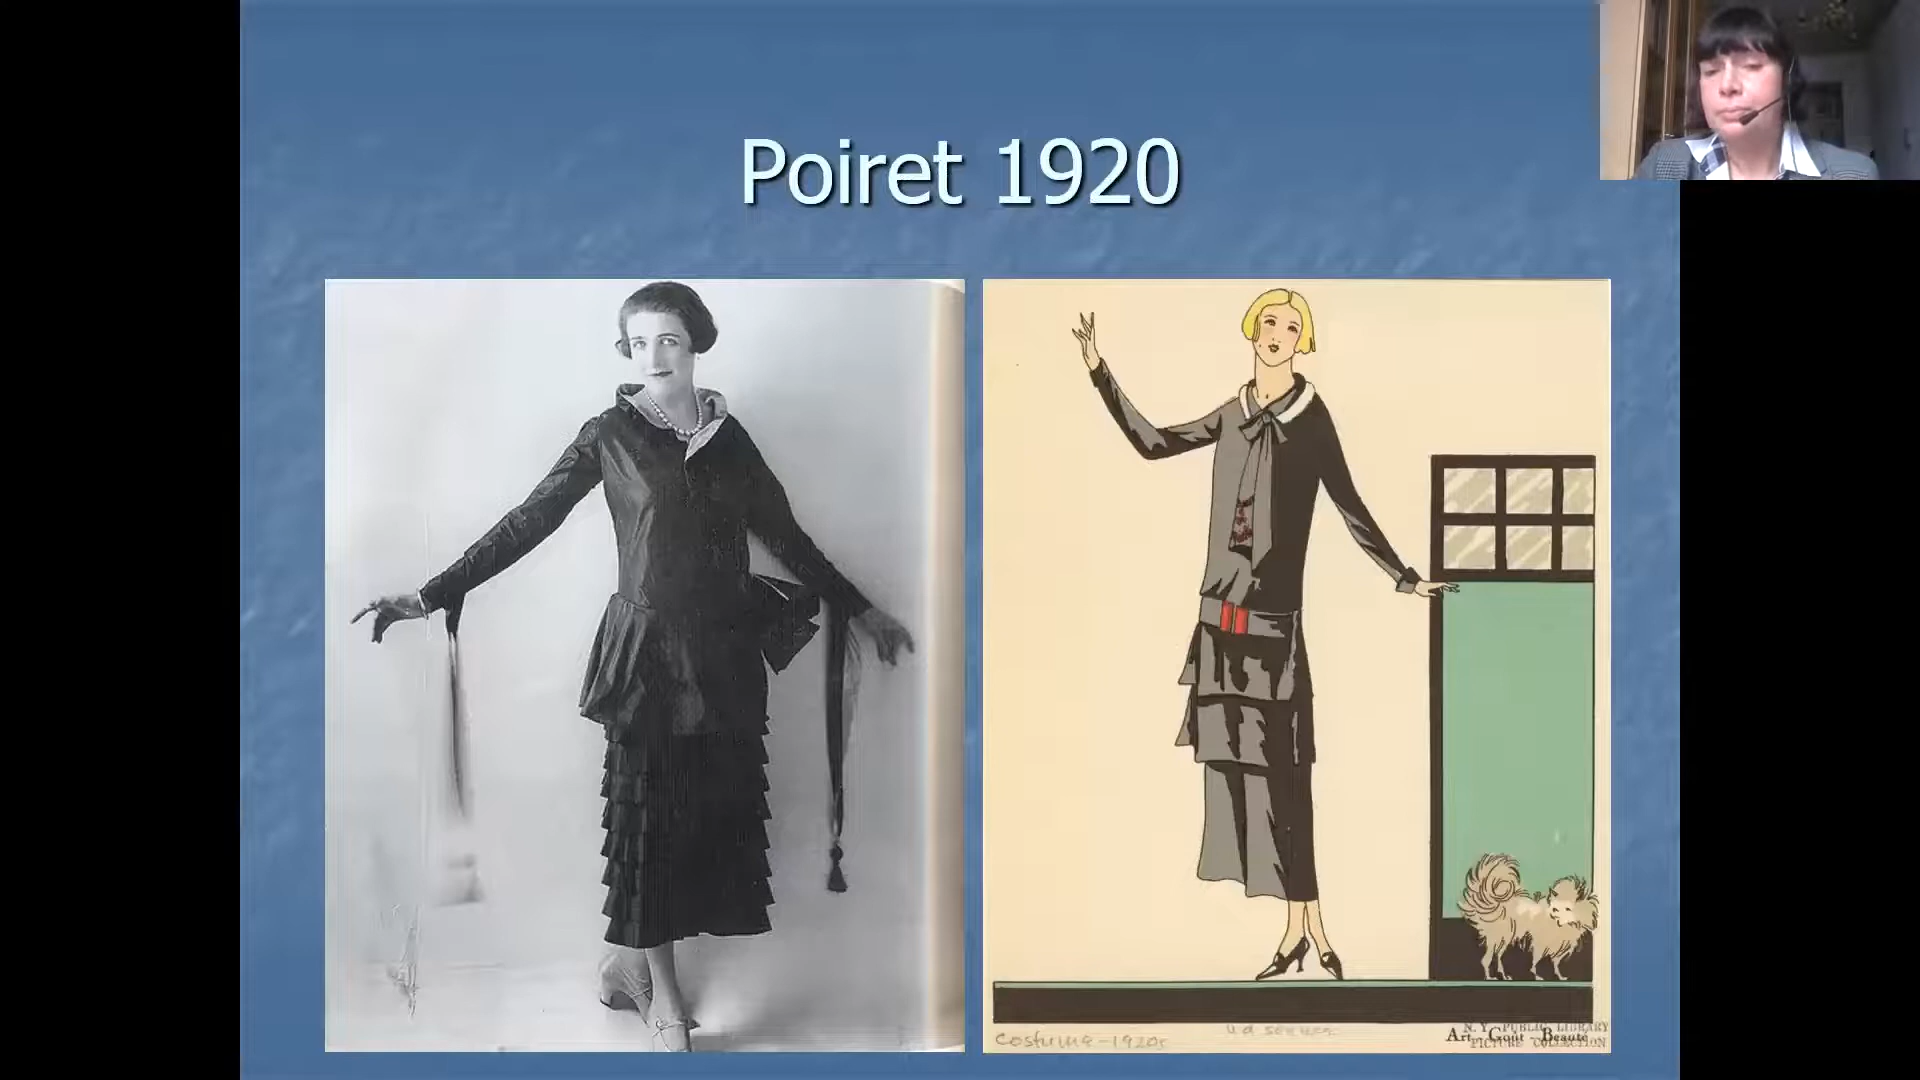 Poiret 1920
Costume-1920s
N.Y. PUBLIC LIBRARY
Art - Goût - Beauté
PICTURE COLLECTION